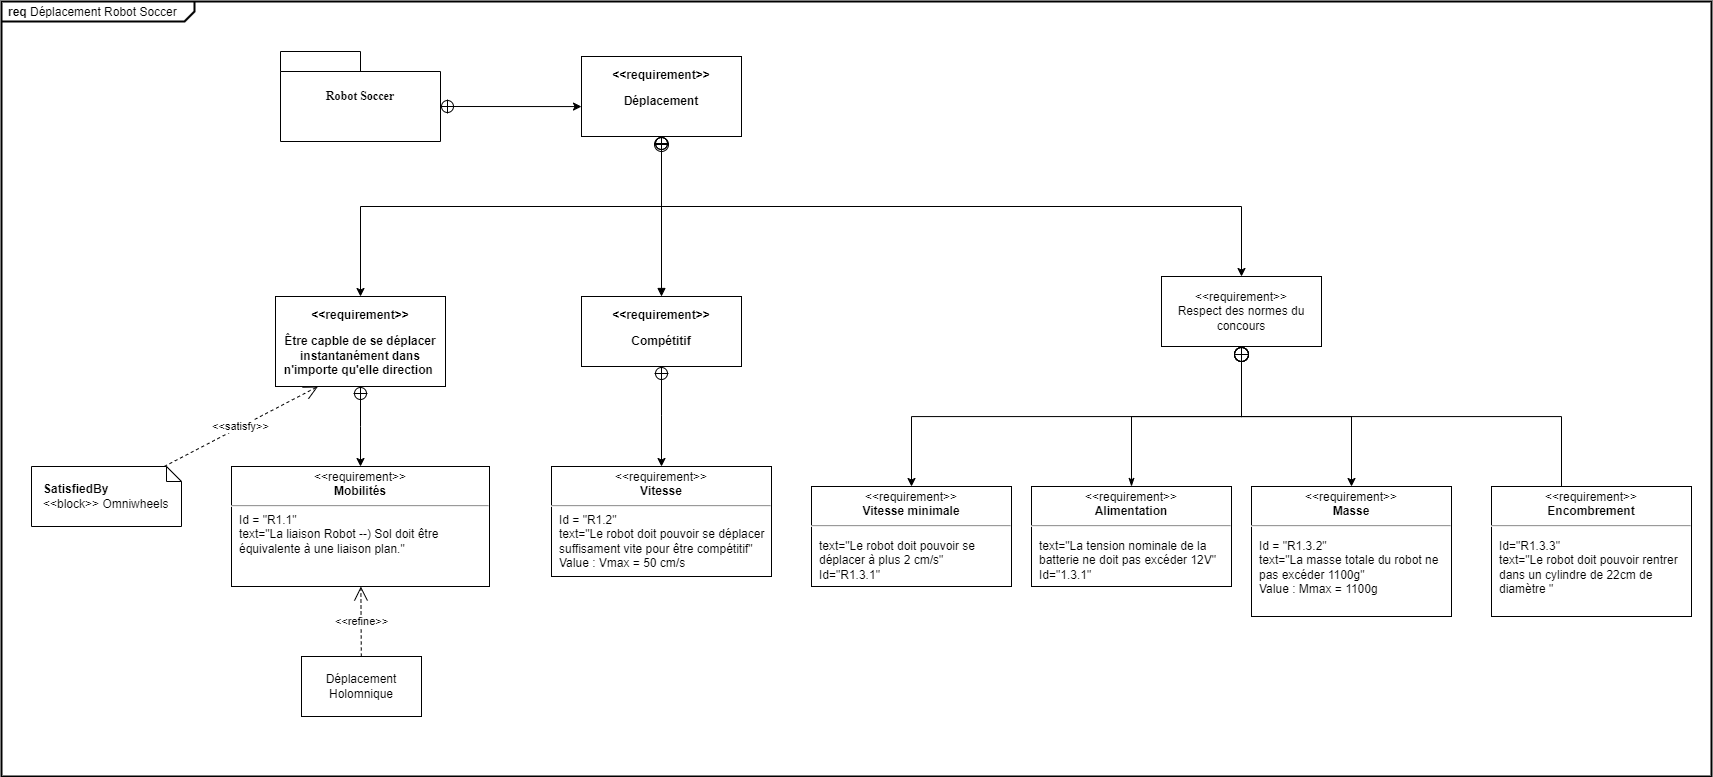 req Déplacement Robot Soccer
Robot Soccer
<<requirement>>
Déplacement
<<requirement>>
Être capble de se déplacer
instantanément dans
n'importe qu'elle direction
<<requirement>>
Compétitif
<<requirement>>
Respect des normes du
concours
<<satisfy>>
SatisfiedBy
<<block>> Omniwheels
<<requirement>>
Mobilités
Id = "R1.1"
text="La liaison Robot --) Sol doit être
équivalente à une liaison plan."
<<requirement>>
Vitesse
Id = "R1.2"
text="Le robot doit pouvoir se déplacer
suffisament vite pour être compétitif"
Value : Vmax = 50 cm/s
<<requirement>>
Vitesse minimale
text="Le robot doit pouvoir se
déplacer à plus 2 cm/s"
Id="R1.3.1"
<<requirement>>
Alimentation
text="La tension nominale de la
batterie ne doit pas excéder 12V"
Id="1.3.1"
<<requirement>>
Masse
Id = "R1.3.2"
text="La masse totale du robot ne
pas excéder 1100g"
Value : Mmax = 1100g
<<requirement>>
Encombrement
Id="R1.3.3"
text="Le robot doit pouvoir rentrer
dans un cylindre de 22cm de
diamètre "
<<refine>>
Déplacement
Holomnique